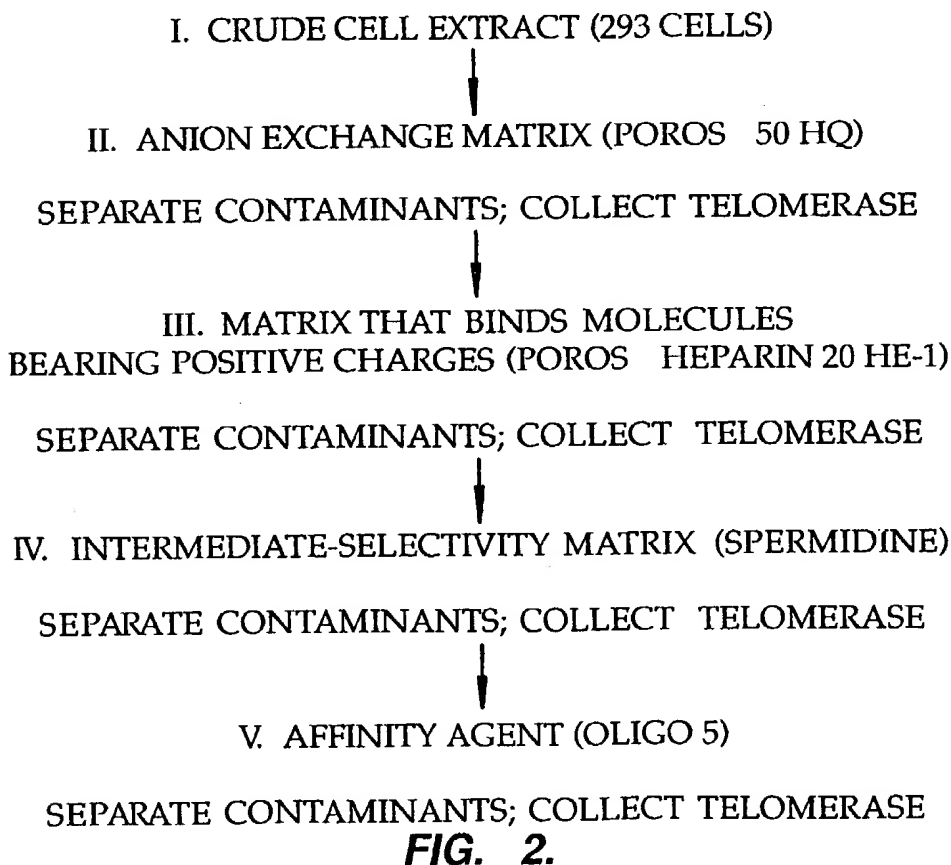 I. CRUDE CELL EXTRACT (293 CELLS)
II. ANION EXCHANGE MATRIX (POROS 50 HQ)
SEPARATE CONTAMINANTS; COLLECT TELOMERASE
III. MATRIX THAT BINDS MOLECULES
BEARING POSITIVE CHARGES (POROS HEPARIN 20 HE-1)
SEPARATE CONTAMINANTS; COLLECT TELOMERASE
IV. INTERMEDIATE-SELECTIVITY MATRIX (SPERMIDINE)
SEPARATE CONTAMINANTS; COLLECT TELOMERASE
V. AFFINITY AGENT (OLIGO 5)
SEPARATE CONTAMINANTS; COLLECT TELOMERASE
FIG. 2.